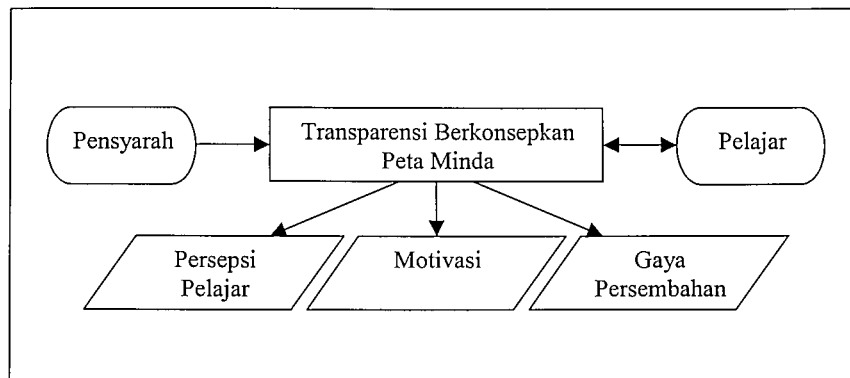 Pensyarah
Transparensi Berkonsepkan
Peta Minda
Pelajar
Persepsi
Pelajar
Motivasi
Gaya
Persembahan